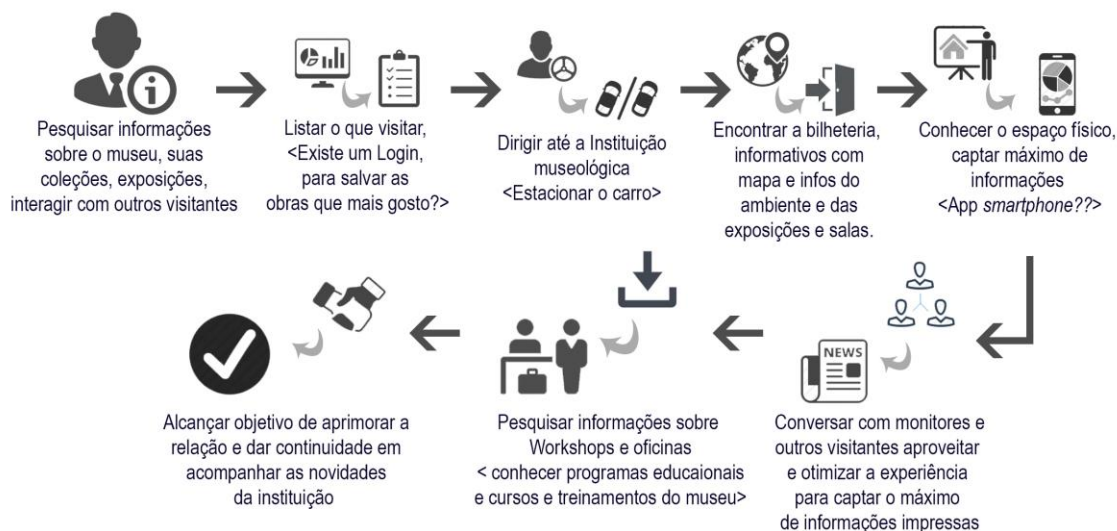 Pesquisar informações
sobre o museu, suas
coleções, exposições,
interagir com outros visitantes
Listar o que visitar,
<Existe um Login,
para salvar as
obras que mais gosto?>
Dirigir até a Instituição
museológica
<Estacionar o carro>
Encontrar a bilheteria,
informativos com
mapa e infos do
ambiente e das
exposições e salas.
Conhecer o espaço físico,
captar máximo de
informações
<App smartphone??>
NEWS
Conversar com monitores e
outros visitantes aproveitar
e otimizar a experiência
para captar o máximo
de informações impressas
Pesquisar informações sobre
Workshops e oficinas
< conhecer programas educaionais
e cursos e treinamentos do museu>
Alcançar objetivo de aprimorar a
relação e dar continuidade em
acompanhar as novidades
da instituição